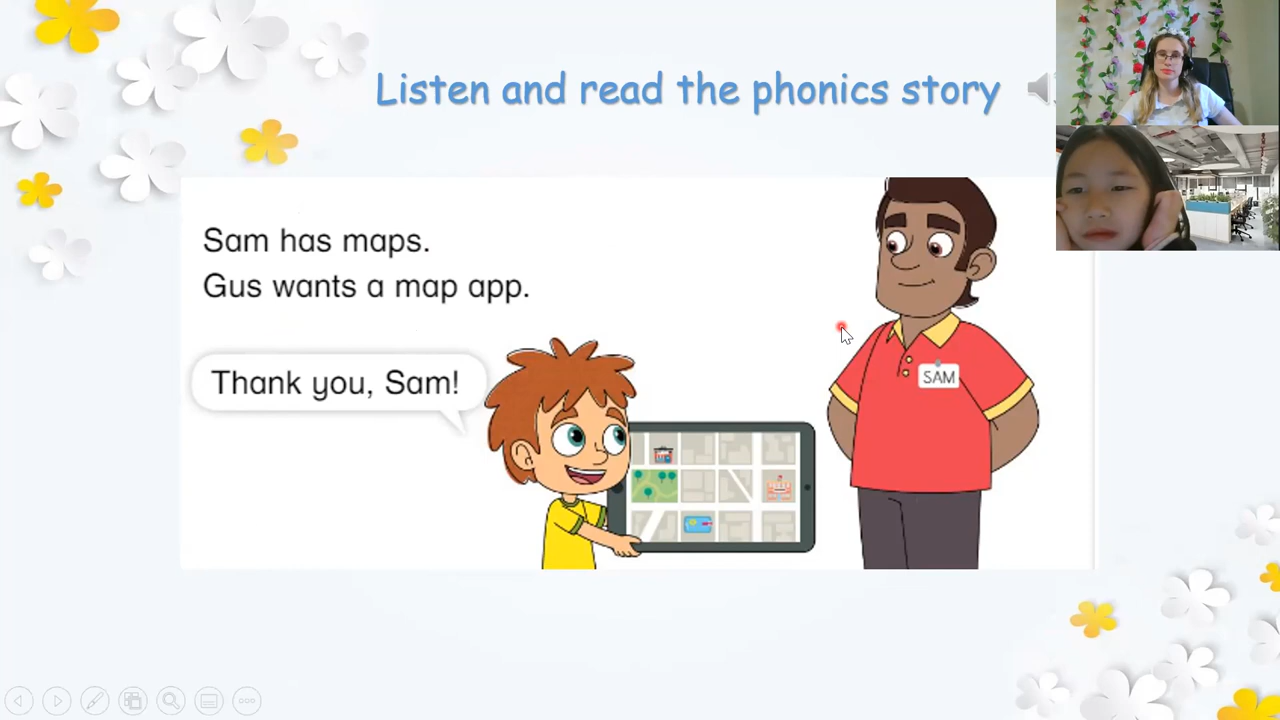 Listen and read the phonics story
Sam has maps.
Gus wants a map app.
Thank you, Sam!
SAM